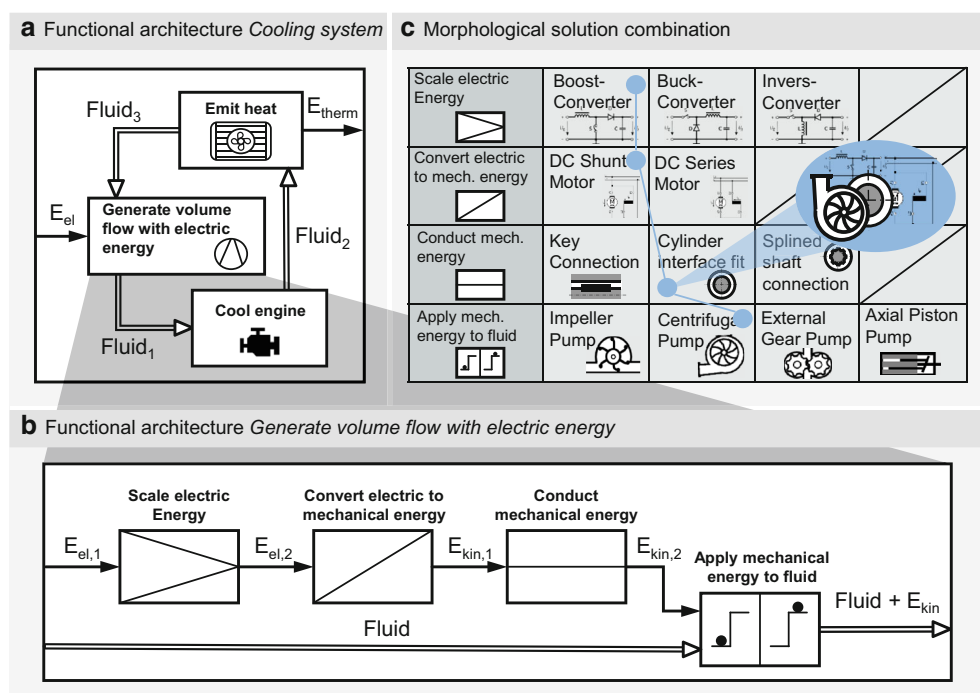 a Functional architecture Cooling system
Fluid3
Emit heat
Etherm
Eel
Generate volume
flow with electric
energy
Fluid2
Cool engine
Fluid1
c Morphological solution combination
Scale electric
Energy
Boost-
Converter
Buck-
Converter
Invers-
Converter
Convert electric
to mech. energy
DC Shunt
Motor
DC Series
Motor
Conduct mech.
energy
Key
Connection
Cylinder
interface fit
Splined
shaft
connection
Apply mech.
energy to fluid
Impeller
Pump
Centrifuga
Pump
External
Gear Pump
Axial Piston
Pump
b Functional architecture Generate volume flow with electric energy
Scale electric
Energy
Convert electric to
mechanical energy
Conduct
mechanical energy
Apply mechanical
energy to fluid
Eel,1
Eel,2
Ekin,1
Ekin,2
Fluid
Fluid + Ekin